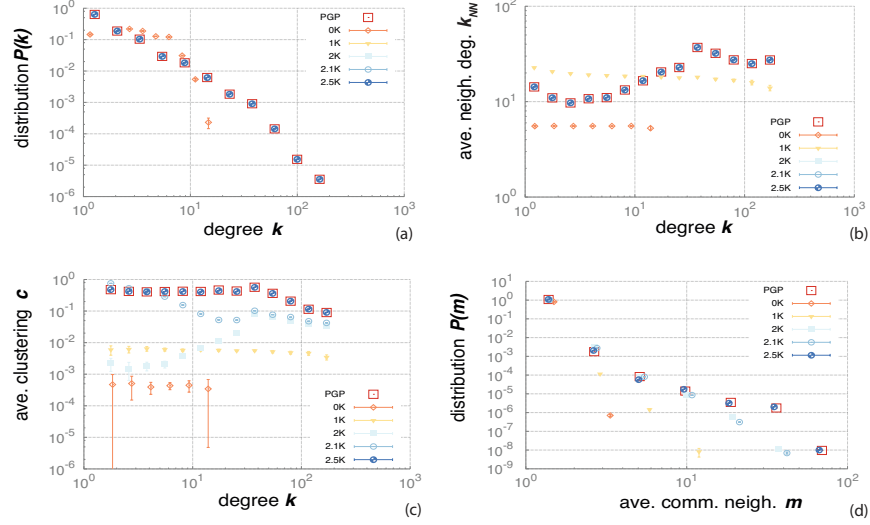 distribution P(k)
10^0
10^-1
10^-2
10^-3
10^-4
10^-5
10^-6
10^0
10^1
10^2
10^3
degree k
PGP
0K
1K
2K
2.1K
2.5K
(a)
ave. neigh. deg. k_NN
10^2
10^1
10^0
10^0
10^1
10^2
10^3
degree k
PGP
0K
1K
2K
2.1K
2.5K
(b)
ave. clustering c
10^0
10^-1
10^-2
10^-3
10^-4
10^-5
10^-6
10^0
10^1
10^2
10^3
degree k
PGP
0K
1K
2K
2.1K
2.5K
(c)
distribution P(m)
10^1
10^0
10^-1
10^-2
10^-3
10^-4
10^-5
10^-6
10^-7
10^-8
10^-9
10^0
10^1
10^2
ave. comm. neigh. m
PGP
0K
1K
2K
2.1K
2.5K
(d)